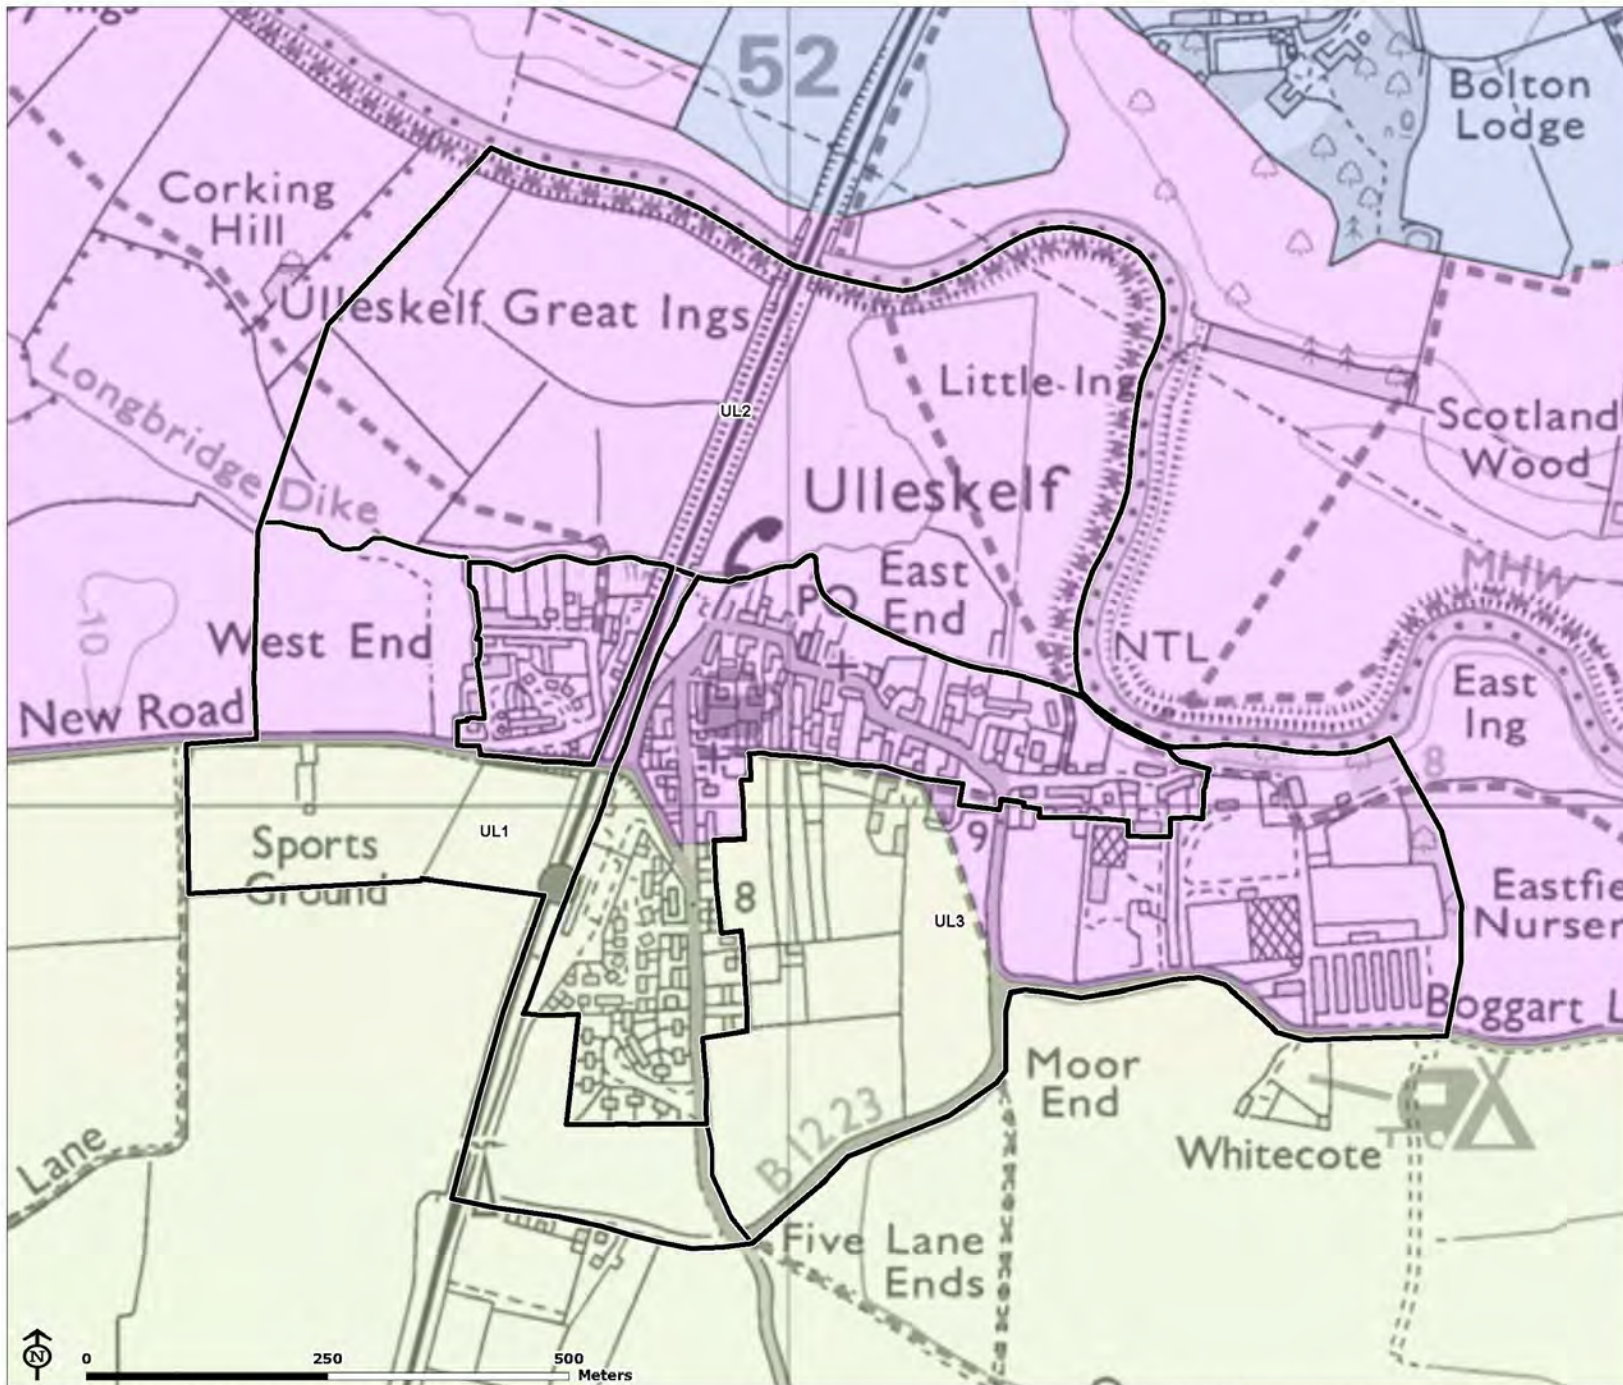 Ings
52
Bolton
Lodge
Corking
Hill
Ulleskelf Great Ings
Longbridge Dike
Little Ing
UL2
Scotland
Wood
Ulleskelf
MHW
East
End
PO
10
West End
NTL
East
Ing
New Road
8
Sports
Ground
UL1
9
8
UL3
Eastfie
Nurser
Boggart L
Moor
End
B 1223
Whitecote
Lane
Five Lane
Ends
N
0 250 500
Meters